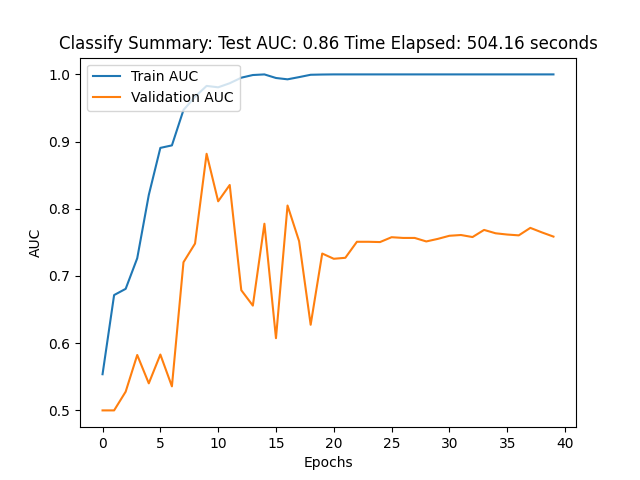 Classify Summary: Test AUC: 0.86 Time Elapsed: 504.16 seconds
Train AUC
Validation AUC
1.0
0.9
0.8
0.7
0.6
0.5
AUC
0 5 10 15 20 25 30 35 40
Epochs